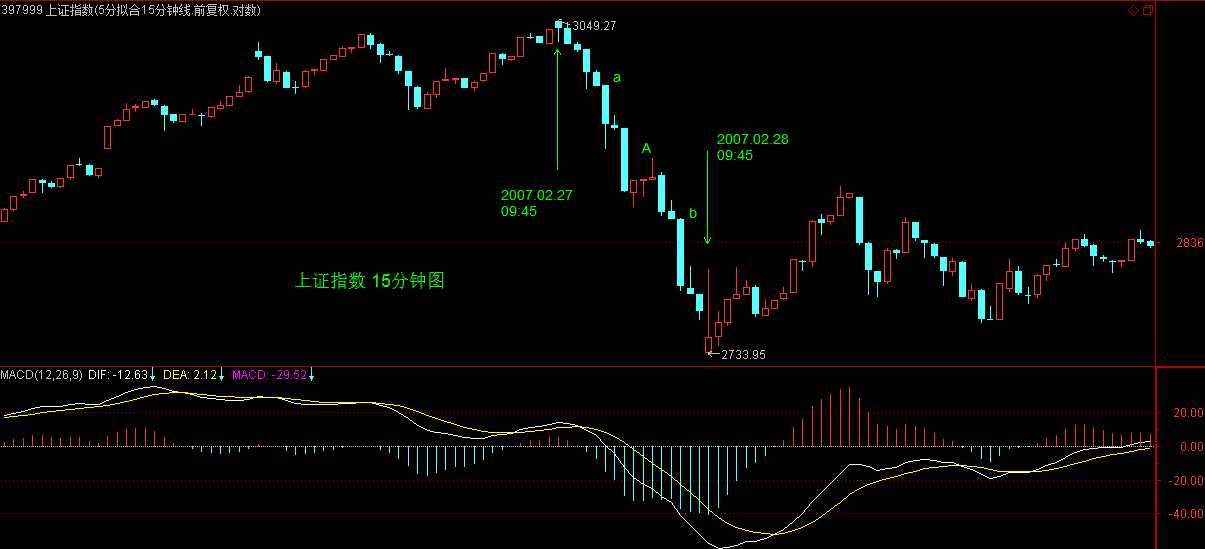 397999 上证指数(5分拟合15分钟线.前复权.对数)
3049.27
a
A
2007.02.28
09:45
2007.02.27
09:45
b
2836
上证指数 15分钟图
2733.95
MACD(12,26,9) DIF: -12.63↓ DEA: 2.12↓ MACD: -29.52↓
20.00
0.00
-20.00
-40.00